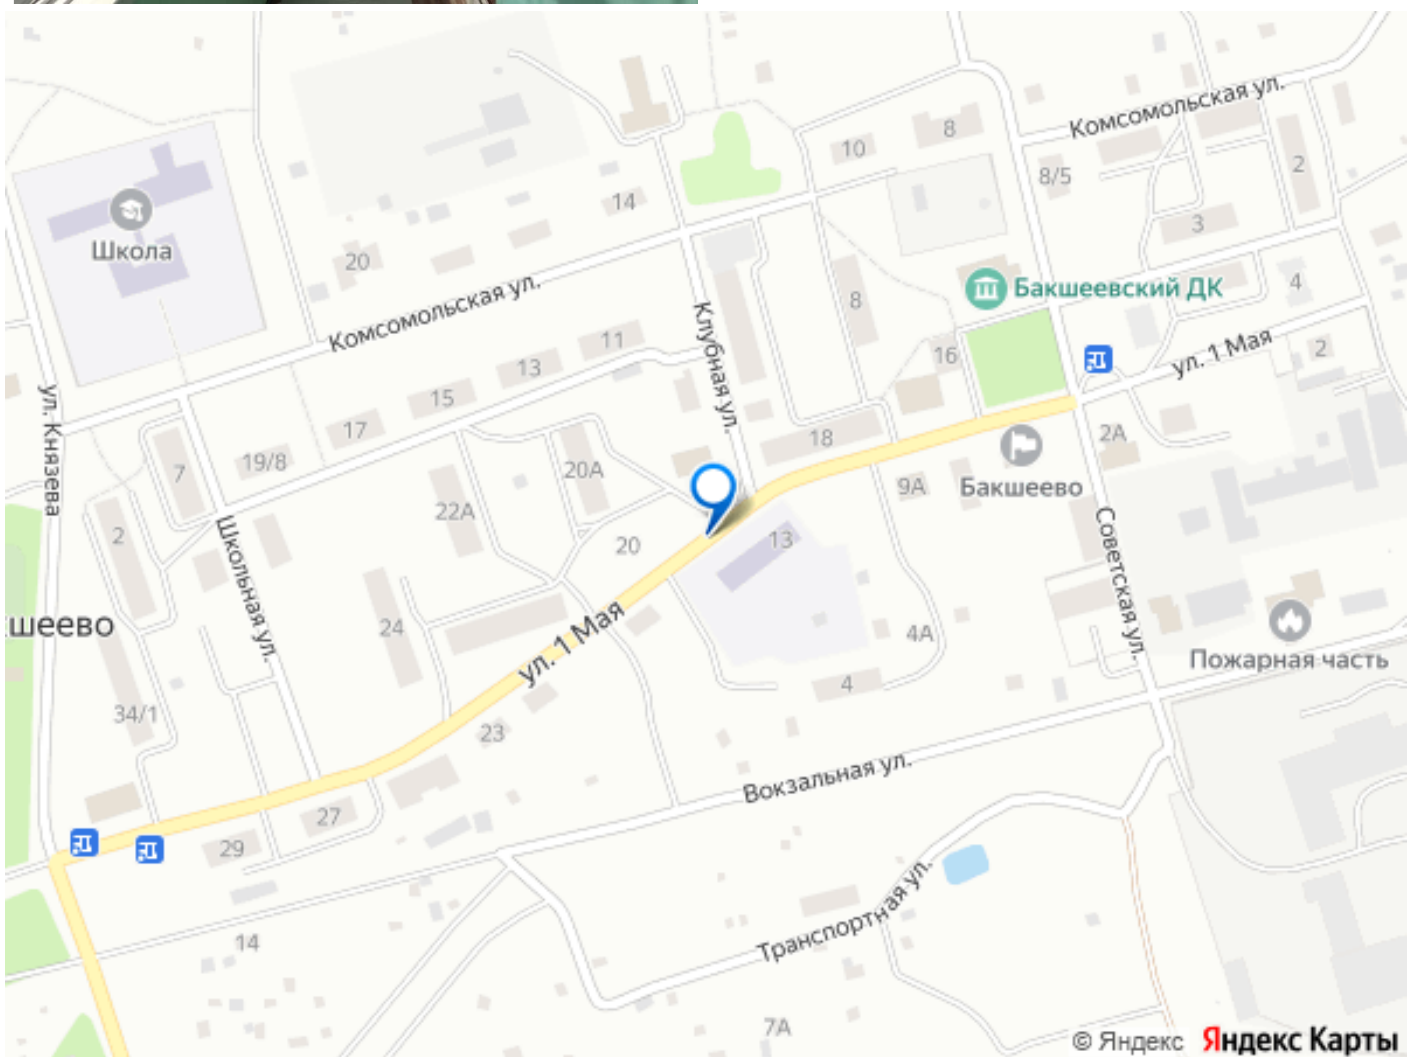 Комсомольская ул.
8
10
8/5
2
14
3
Школа
20
Бакшеевский ДК
4
Комсомольская ул.
8
Клубная ул.
11
16
ул. 1 Мая
2
13
15
ул. Князева
17
18
2А
19/8
7
20А
9А
Бакшеево
22А
2
20
13
Школьная ул.
Советская ул.
шеево
24
ул. 1 Мая
4А
Пожарная часть
4
34/1
23
Вокзальная ул.
27
29
Транспортная ул.
14
7А
© Яндекс Яндекс Карты